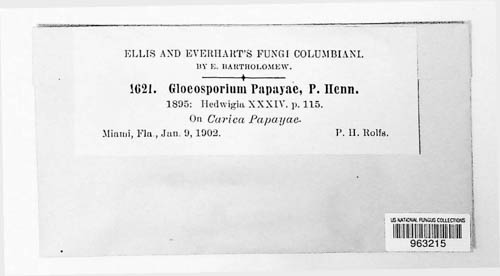 ELLIS AND EVERHART'S FUNGI COLUMBIANI.
BY E. BARTHOLOMEW.
1621. Gloeosporium Papayae, P. Henn.
1895: Hedwigia XXXIV. p. 115.
On Carica Papayae.
Miami, Fla., Jan. 9, 1902. P. H. Rolfs.
US NATIONAL FUNGUS COLLECTIONS
963215